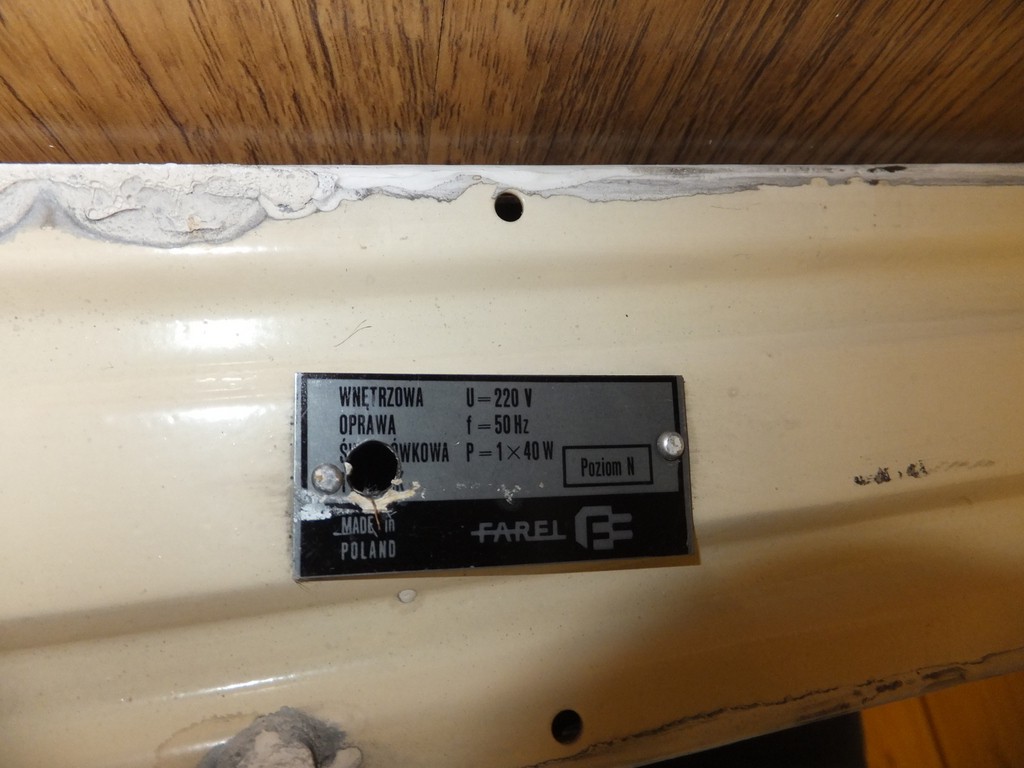 WNĘTRZOWA U=220 V
OPRAWA f=50 Hz
P=1×40 W
Poziom N
MADE in
POLAND
FAREL